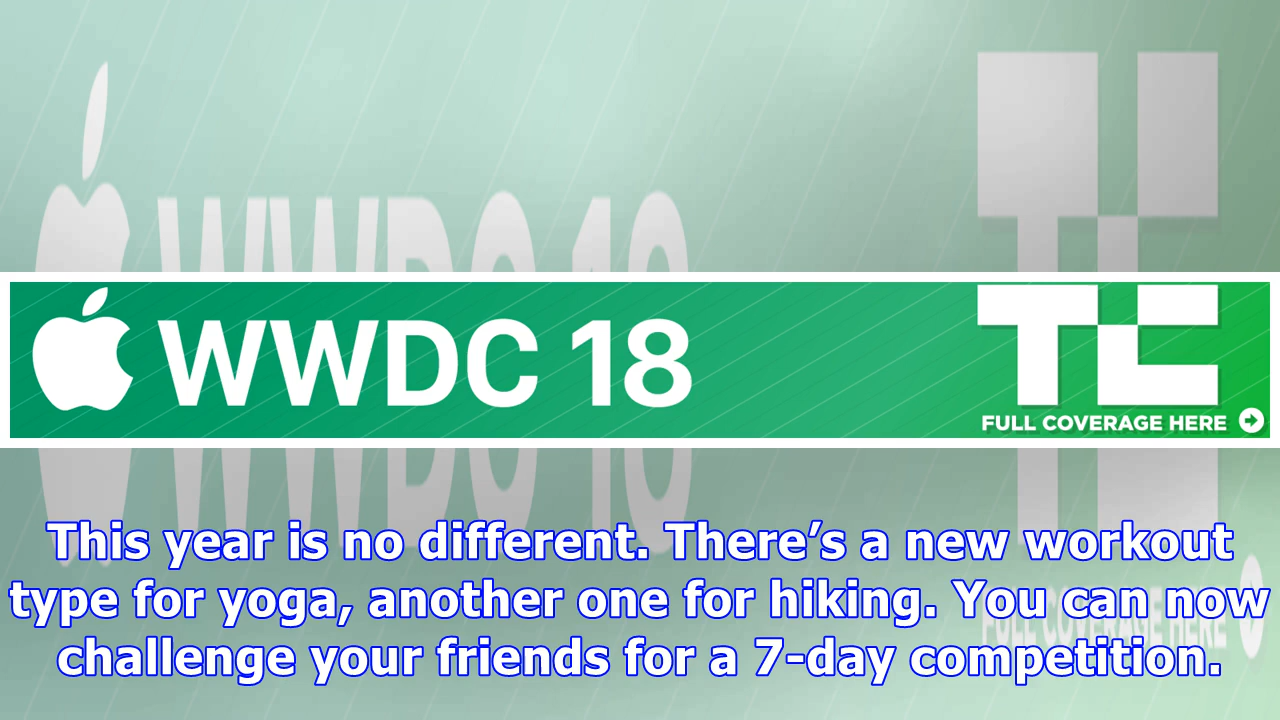 WWDC 18
TC
FULL COVERAGE HERE
This year is no different. There’s a new workout
type for yoga, another one for hiking. You can now
challenge your friends for a 7-day competition.